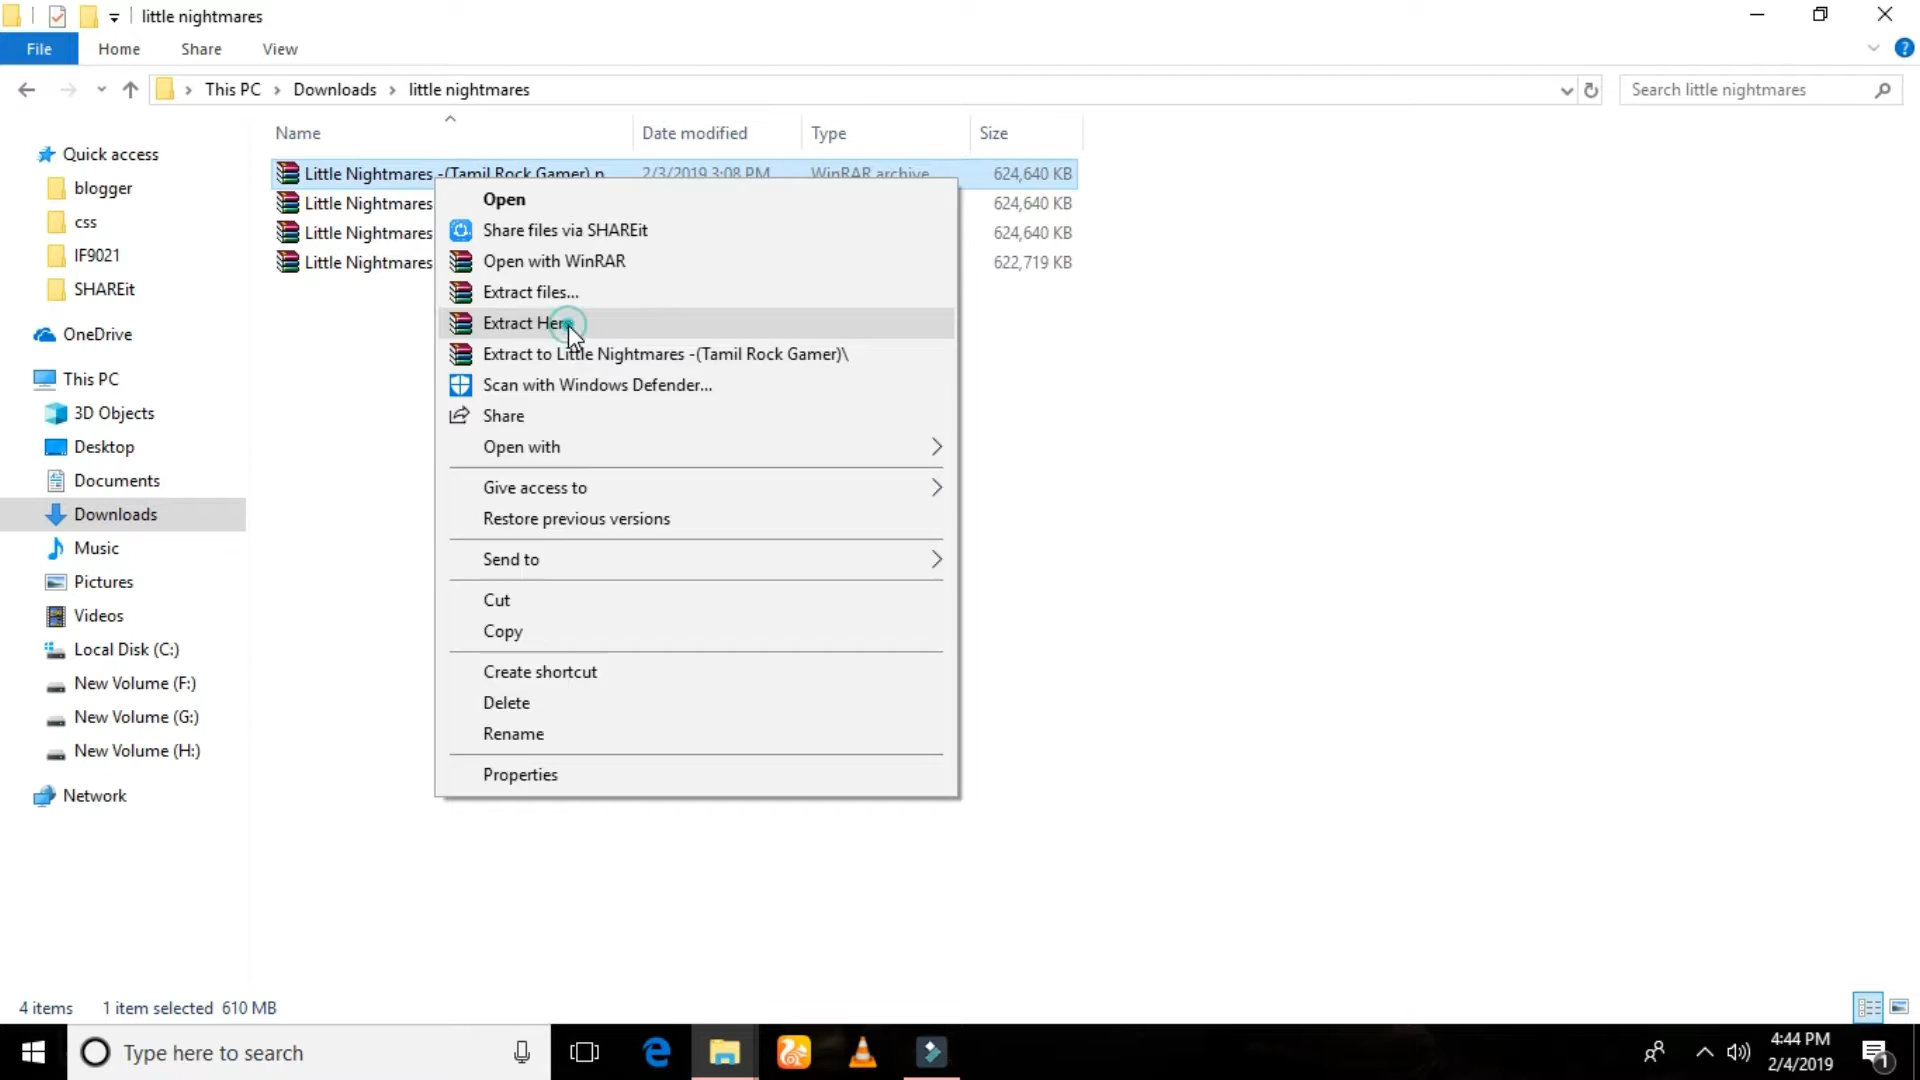 little nightmares
File Home Share View
This PC Downloads little nightmares
Search little nightmares
Name Date modified Type Size
Quick access
blogger
css
IF9021
SHAREit
OneDrive
This PC
3D Objects
Desktop
Documents
Downloads
Music
Pictures
Videos
Local Disk (C:)
New Volume (F:)
New Volume (G:)
New Volume (H:)
Network
Little Nightmares -(Tamil Rock Gamer).p 2/3/2019 3:08 PM WinRAR archive 624,640 KB
Little Nightmares 624,640 KB
Little Nightmares 624,640 KB
Little Nightmares 622,719 KB
Open
Share files via SHAREit
Open with WinRAR
Extract files...
Extract Her
Extract to Little Nightmares -(Tamil Rock Gamer)\
Scan with Windows Defender...
Share
Open with
Give access to
Restore previous versions
Send to
Cut
Copy
Create shortcut
Delete
Rename
Properties
4 items 1 item selected 610 MB
Type here to search
4:44 PM
2/4/2019
1